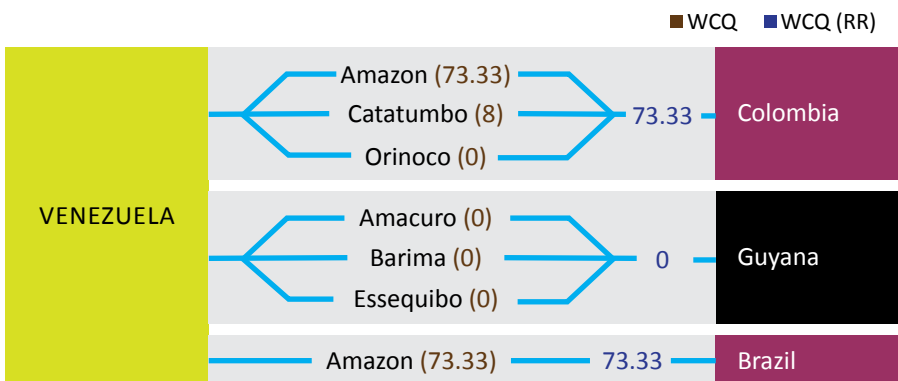 WCQ WCQ (RR)
VENEZUELA
Amazon (73.33)
Catatumbo (8)
Orinoco (0)
73.33
Colombia
Amacuro (0)
Barima (0)
Essequibo (0)
0
Guyana
Amazon (73.33)
73.33
Brazil